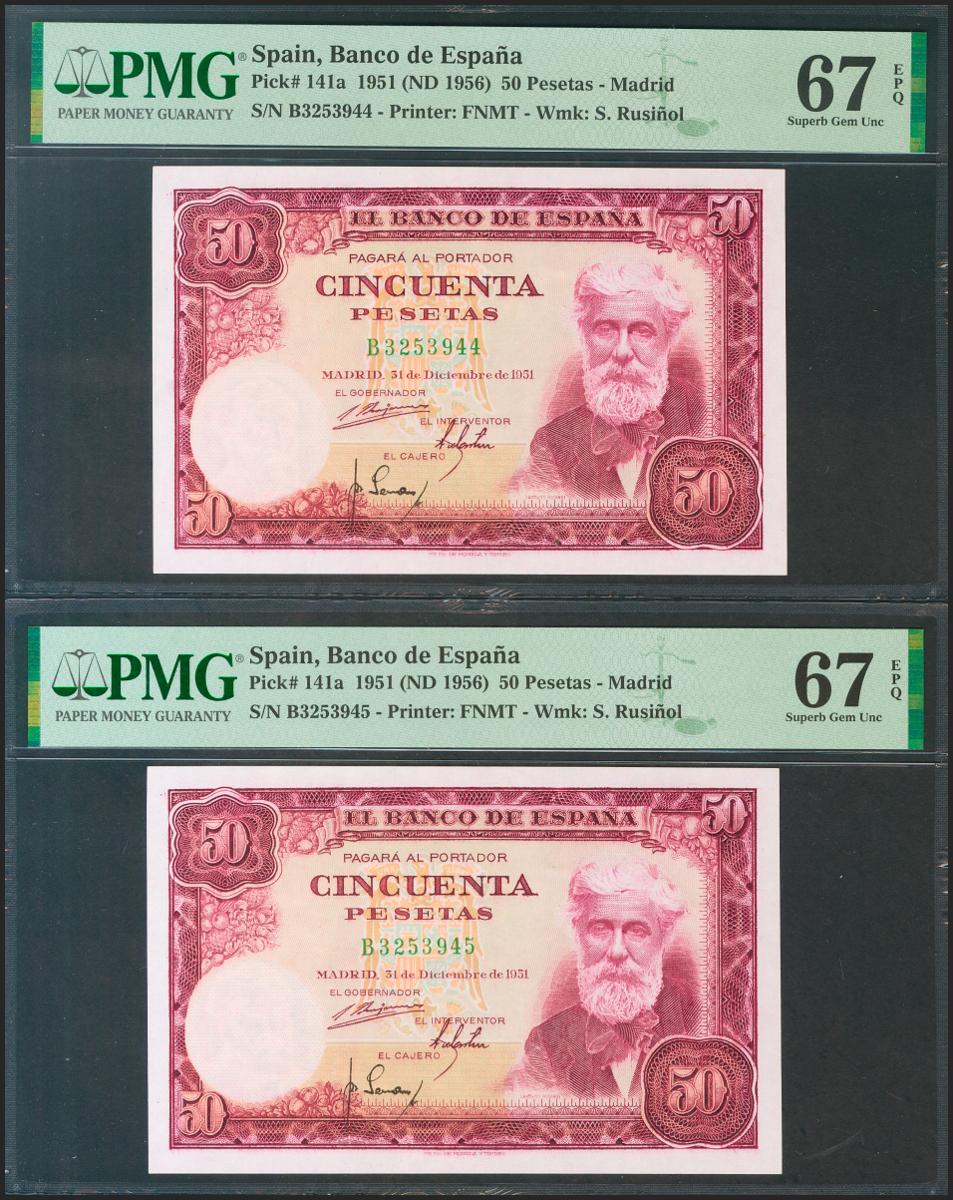 PMG®
PAPER MONEY GUARANTY
Spain, Banco de España
Pick# 141a 1951 (ND 1956) 50 Pesetas - Madrid
S/N B3253944 - Printer: FNMT - Wmk: S. Rusiñol
67
EPQ
Superb Gem Unc
50
EL BANCO DE ESPAÑA
50
PAGARÁ AL PORTADOR
CINCUENTA
PESETAS
B3253944
MADRID, 31 de Diciembre de 1951
EL GOBERNADOR
EL INTERVENTOR
EL CAJERO
50
50
PMG®
PAPER MONEY GUARANTY
Spain, Banco de España
Pick# 141a 1951 (ND 1956) 50 Pesetas - Madrid
S/N B3253945 - Printer: FNMT - Wmk: S. Rusiñol
67
EPQ
Superb Gem Unc
50
EL BANCO DE ESPAÑA
50
PAGARÁ AL PORTADOR
CINCUENTA
PESETAS
B3253945
MADRID, 31 de Diciembre de 1951
EL GOBERNADOR
EL INTERVENTOR
EL CAJERO
50
50